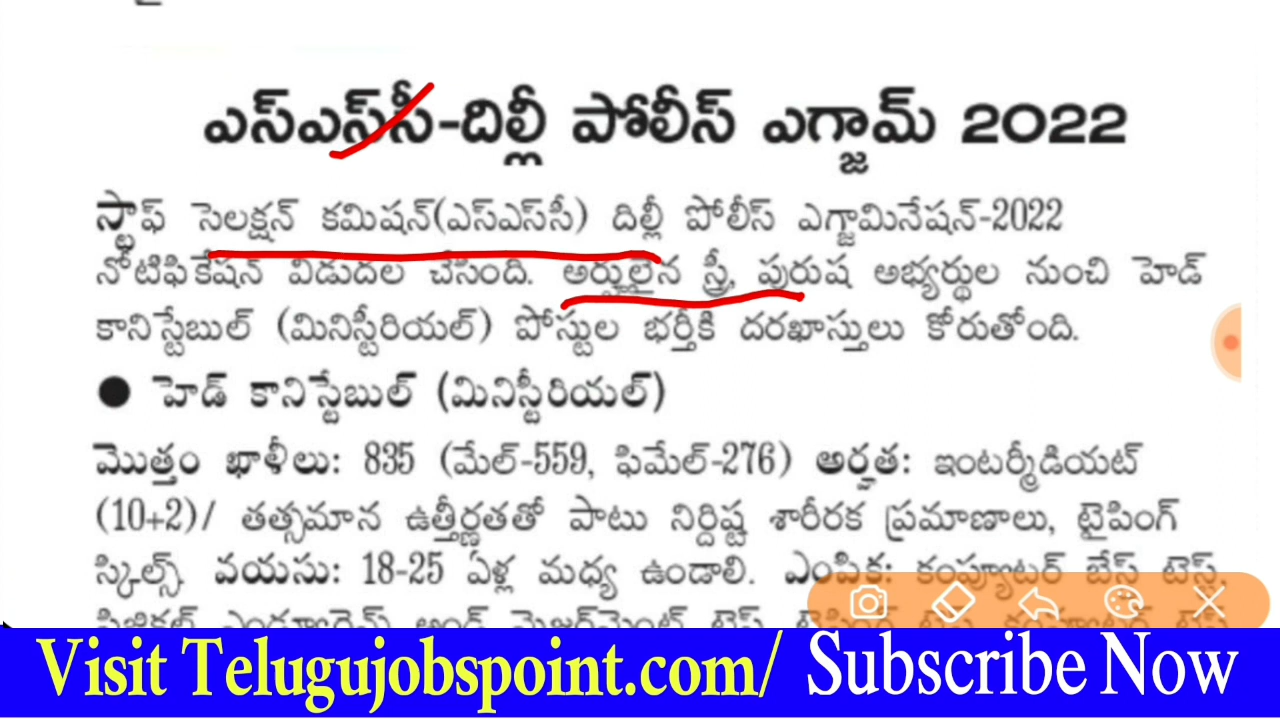 ఎస్ఎస్సీ-దిల్లీ పోలీస్ ఎగ్జామ్ 2022
స్టాఫ్ సెలక్షన్ కమిషన్(ఎస్ఎస్సీ) దిల్లీ పోలీస్ ఎగ్జామినేషన్-2022
నోటిఫికేషన్ విడుదల చేసింది. అర్హులైన స్త్రీ, పురుష అభ్యర్థుల నుంచి హెడ్
కానిస్టేబుల్ (మినిస్టీరియల్) పోస్టుల భర్తీకి దరఖాస్తులు కోరుతోంది.
● హెడ్ కానిస్టేబుల్ (మినిస్టీరియల్)
మొత్తం ఖాళీలు: 835 (మేల్-559, ఫిమేల్-276) అర్హత: ఇంటర్మీడియట్
(10+2)/ తత్సమాన ఉత్తీర్ణతతో పాటు నిర్దిష్ట శారీరక ప్రమాణాలు, టైపింగ్
స్కిల్స్. వయసు: 18-25 ఏళ్ల మధ్య ఉండాలి. ఎంపిక: కంప్యూటర్ బేస్డ్ టెస్ట్,
Visit Telugujobspoint.com/ Subscribe Now